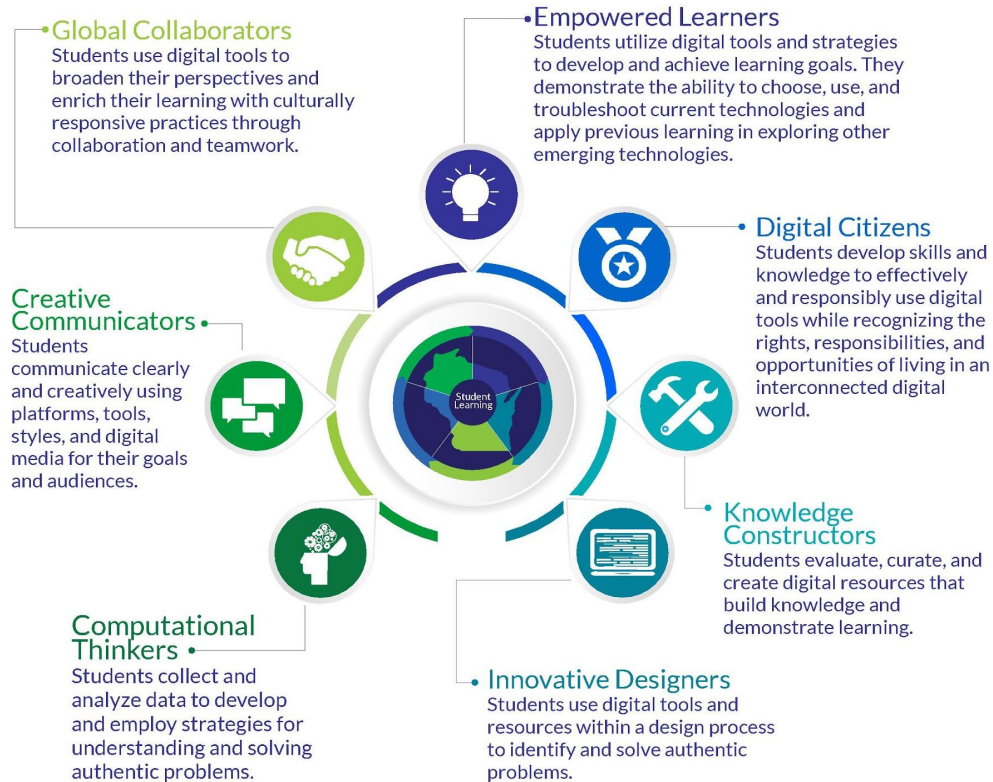 Global Collaborators
Students use digital tools to
broaden their perspectives and
enrich their learning with culturally
responsive practices through
collaboration and teamwork.
Empowered Learners
Students utilize digital tools and strategies
to develop and achieve learning goals. They
demonstrate the ability to choose, use, and
troubleshoot current technologies and
apply previous learning in exploring other
emerging technologies.
Digital Citizens
Students develop skills and
knowledge to effectively
and responsibly use digital
tools while recognizing the
rights, responsibilities, and
opportunities of living in an
interconnected digital
world.
Creative
Communicators
Students
communicate clearly
and creatively using
platforms, tools,
styles, and digital
media for their goals
and audiences.
Student
Learning
Knowledge
Constructors
Students evaluate, curate, and
create digital resources that
build knowledge and
demonstrate learning.
Computational
Thinkers
Students collect and
analyze data to develop
and employ strategies for
understanding and solving
authentic problems.
Innovative Designers
Students use digital tools and
resources within a design process
to identify and solve authentic
problems.